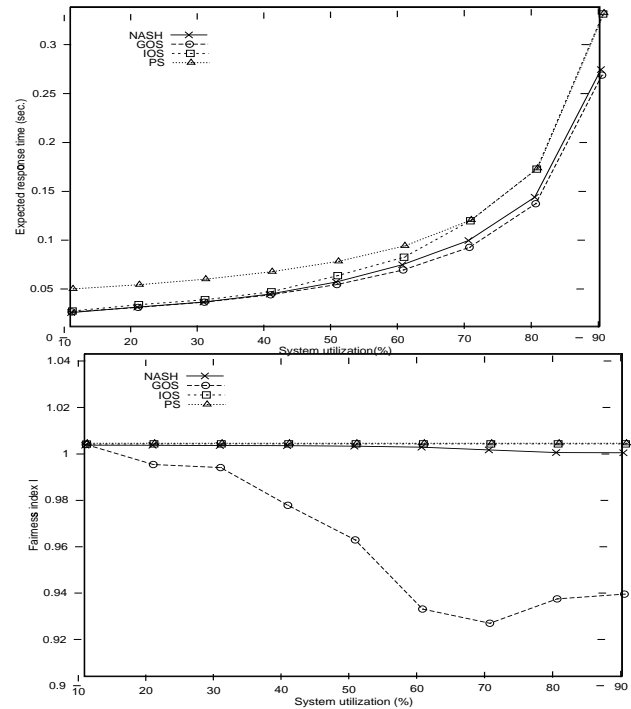 0.3
0.25
0.2
0.15
0.1
0.05
0
Expected response time (sec.)
NASH
GOS
IOS
PS
10 20 30 40 50 60 70 80 90
System utilization(%)
1.04
1.02
1
0.98
0.96
0.94
0.92
0.9
Fairness index I
NASH
GOS
IOS
PS
10 20 30 40 50 60 70 80 90
System utilization (%)